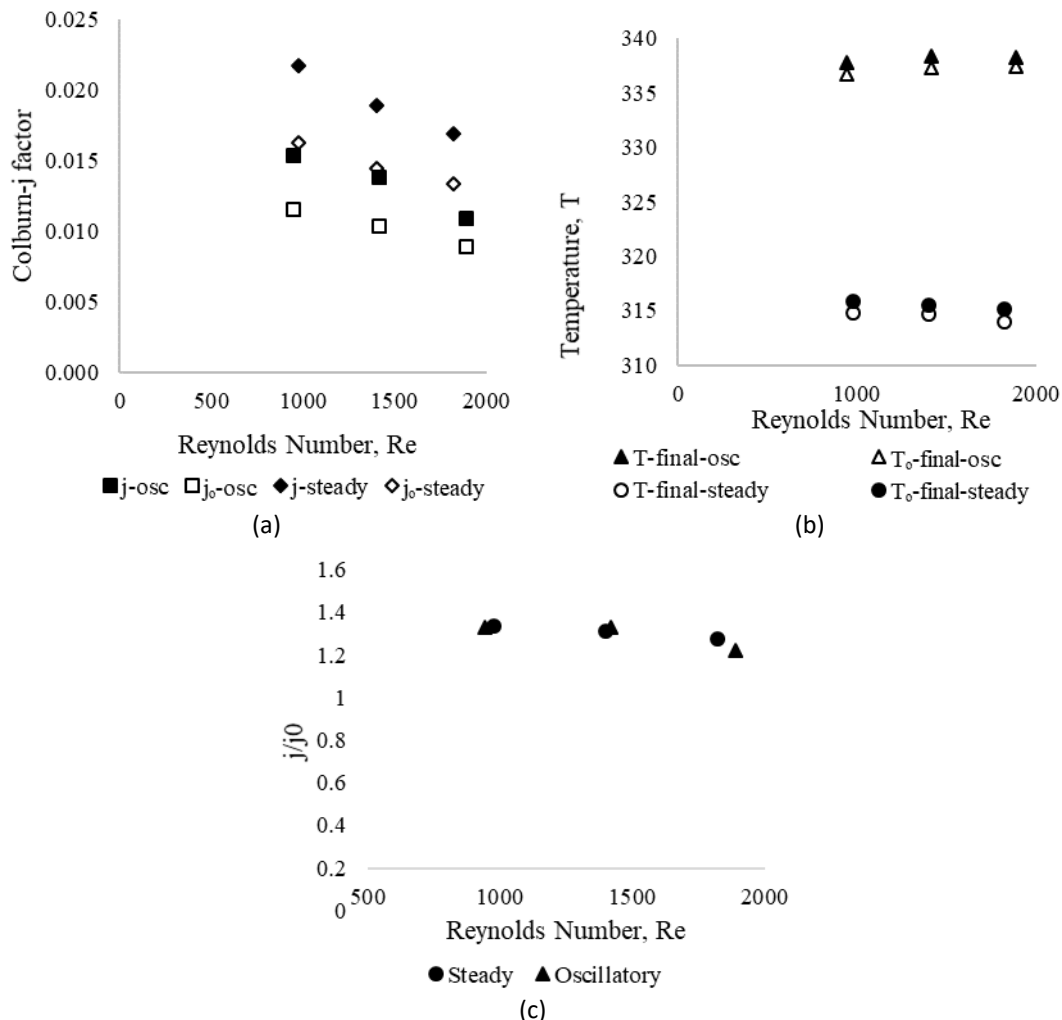 0.025
0.020
0.015
0.010
0.005
0.000
Colburn-j factor
0 500 1000 1500 2000
Reynolds Number, Re
j-osc j₀-osc j-steady j₀-steady
(a)
340
335
330
325
320
315
310
Temperature, T
0 1000 2000
Reynolds Number, Re
T-final-osc T₀-final-osc
T-final-steady T₀-final-steady
(b)
1.6
1.4
1.2
1
0.8
0.6
0.4
0.2
0
j/j0
500 1000 1500 2000
Reynolds Number, Re
Steady Oscillatory
(c)